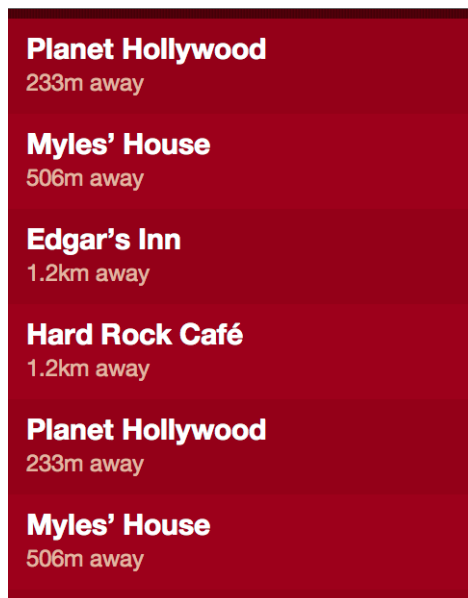 Planet Hollywood
233m away
Myles’ House
506m away
Edgar’s Inn
1.2km away
Hard Rock Café
1.2km away
Planet Hollywood
233m away
Myles’ House
506m away